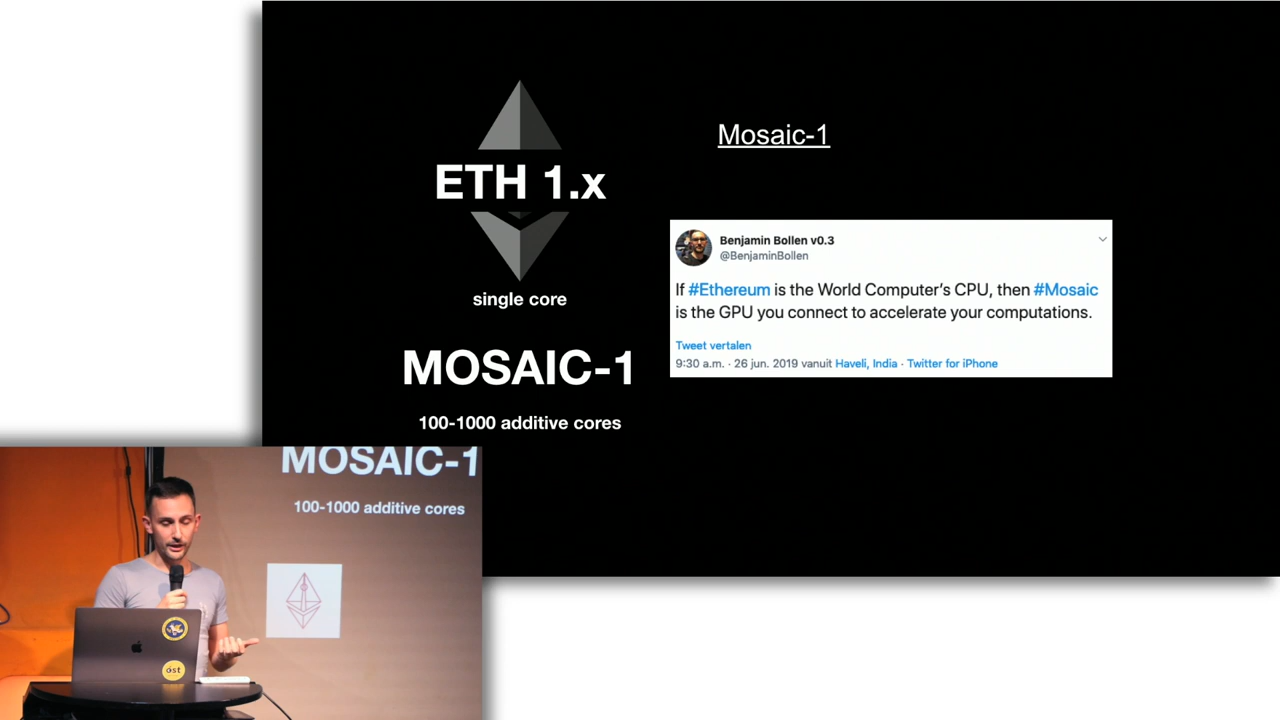 ETH 1.x
single core
MOSAIC-1
100-1000 additive cores
Mosaic-1
Benjamin Bollen v0.3
@BenjaminBollen
If #Ethereum is the World Computer's CPU, then #Mosaic
is the GPU you connect to accelerate your computations.
Tweet vertalen
9:30 a.m. · 26 jun. 2019 vanuit Haveli, India · Twitter for iPhone
MOSAIC-1
100-1000 additive cores
ost